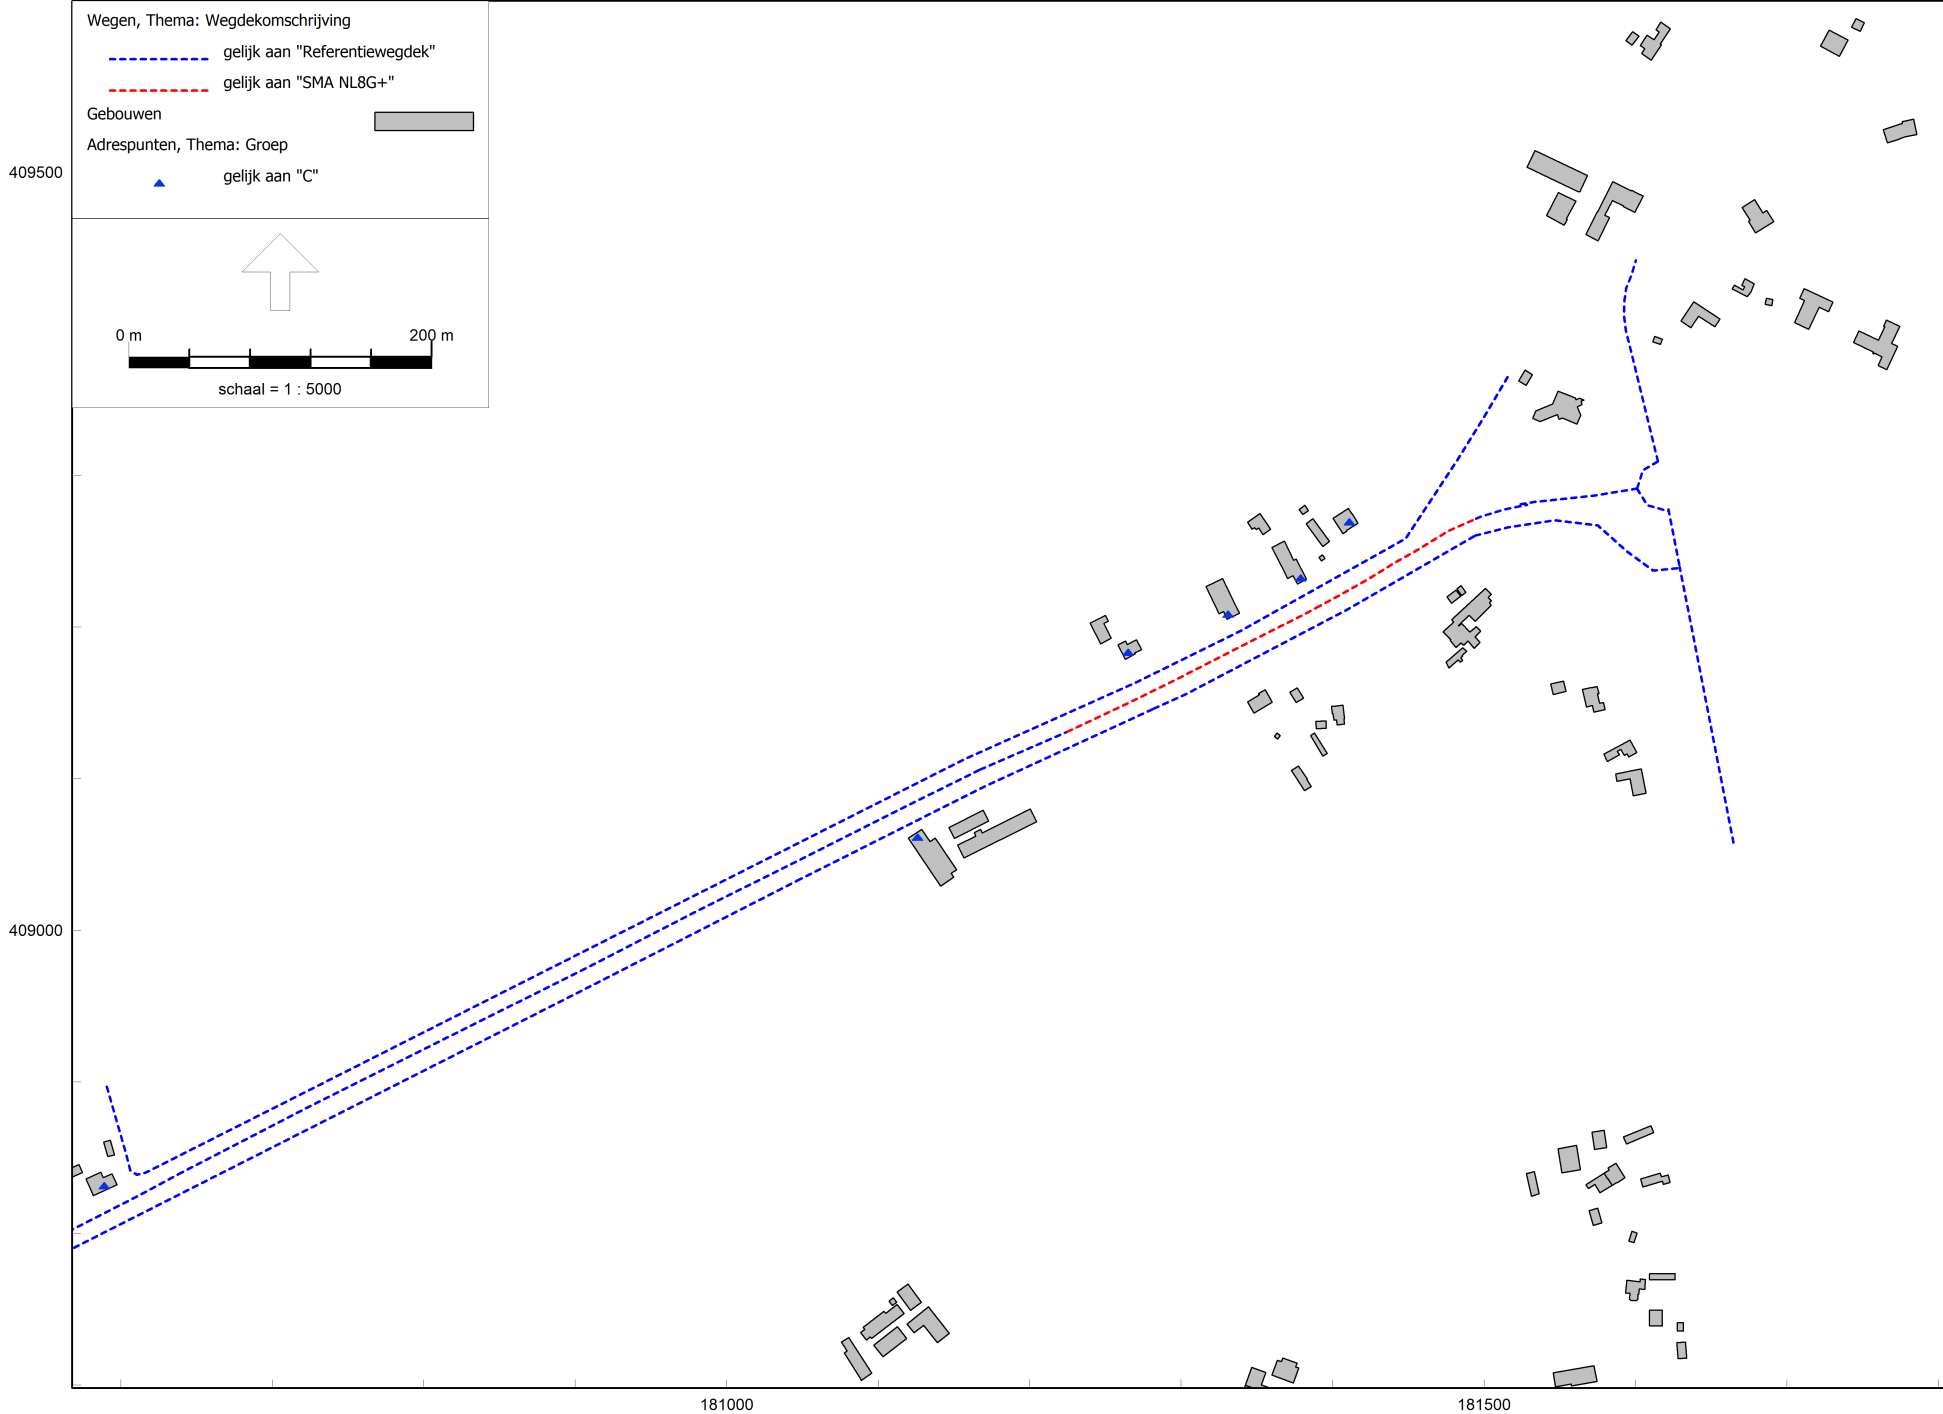 Wegen, Thema: Wegdekomschrijving
gelijk aan "Referentiewegdek"
gelijk aan "SMA NL8G+"
Gebouwen
Adrespunten, Thema: Groep
gelijk aan "C"
0 m 200 m
schaal = 1 : 5000
409500
409000
181000 181500